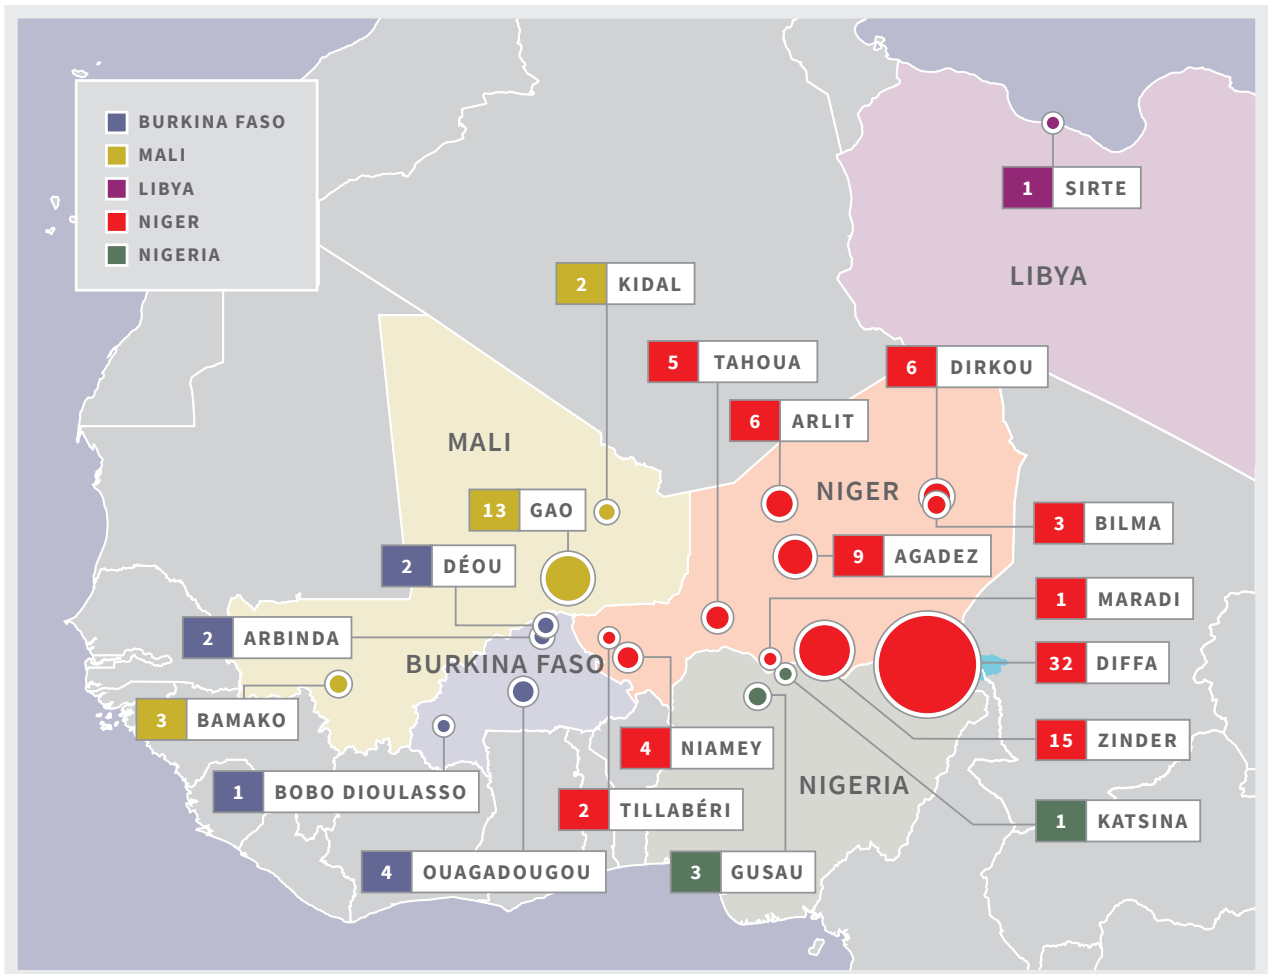 BURKINA FASO
MALI
LIBYA
NIGER
NIGERIA
1 SIRTE
LIBYA
2 KIDAL
5 TAHOUA
6 DIRKOU
6 ARLIT
MALI
NIGER
13 GAO
3 BILMA
2 DÉOU
9 AGADEZ
1 MARADI
2 ARBINDA
BURKINA FASO
32 DIFFA
3 BAMAKO
4 NIAMEY
15 ZINDER
NIGERIA
1 BOBO DIOULASSO
2 TILLABÉRI
1 KATSINA
4 OUAGADOUGOU
3 GUSAU